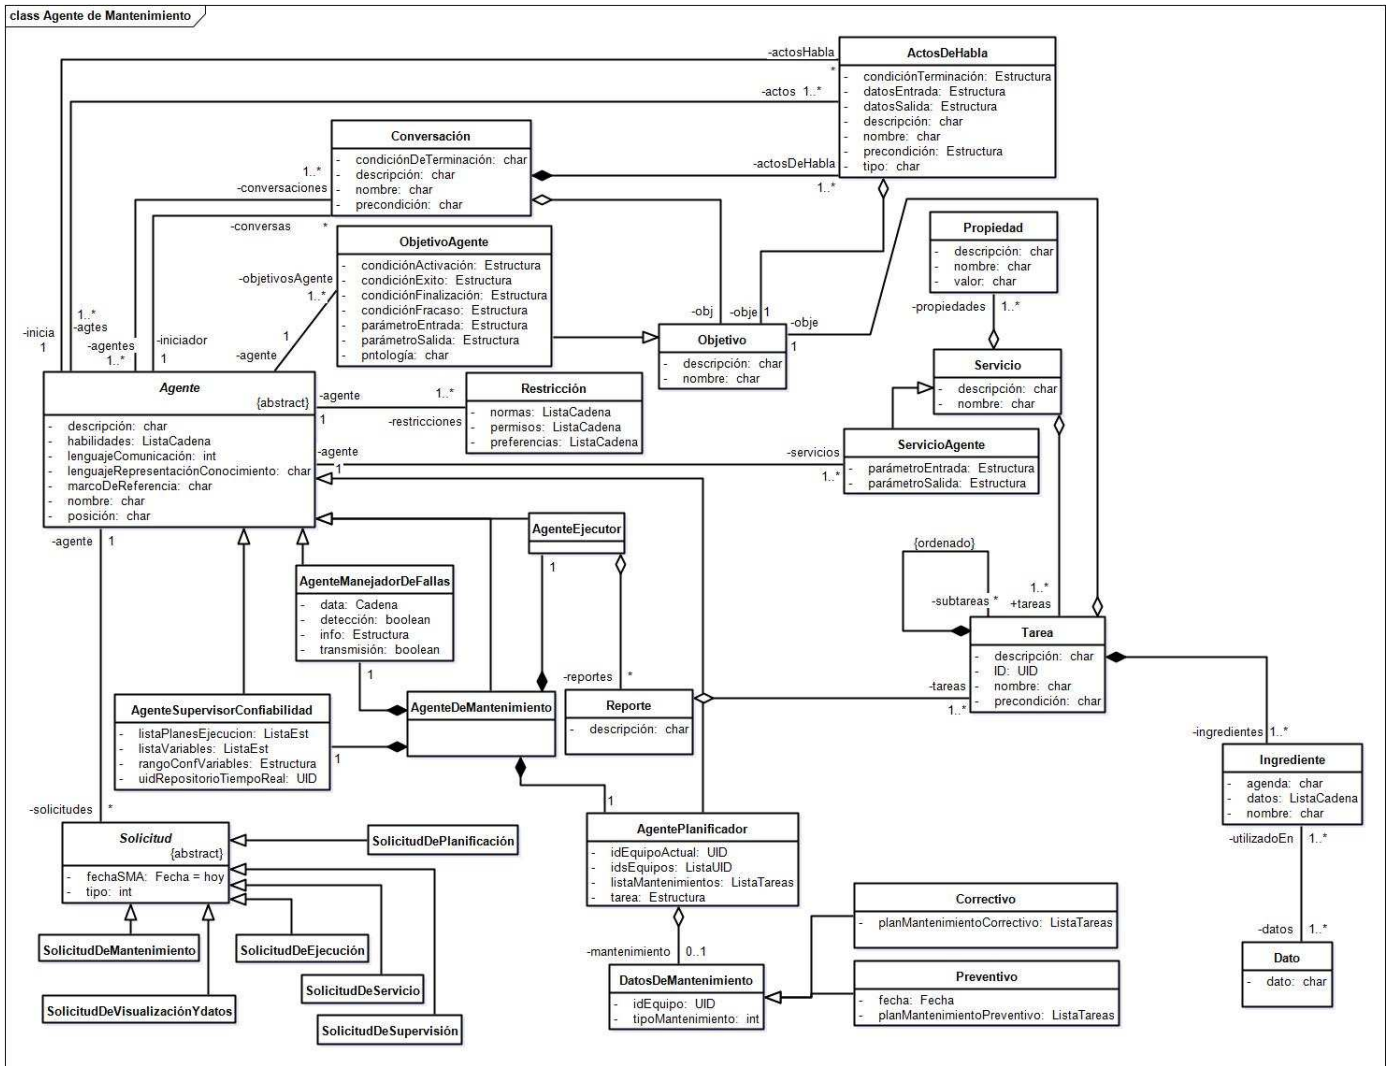 class Agente de Mantenimiento
ActosDeHabla
- condiciónTerminación: Estructura
- datosEntrada: Estructura
- datosSalida: Estructura
- descripción: char
- nombre: char
- precondición: Estructura
- tipo: char
-actosHabla
*
-actos 1..*
-actosDeHabla
1..*
Conversación
- condiciónDeTerminación: char
- descripción: char
- nombre: char
- precondición: char
1..*
-conversaciones
-conversas *
ObjetivoAgente
- condiciónActivación: Estructura
- condiciónExito: Estructura
- condiciónFinalización: Estructura
- condiciónFracaso: Estructura
- parámetroEntrada: Estructura
- parámetroSalida: Estructura
- pntología: char
-objetivosAgente
1..*
1
-agente
Propiedad
- descripción: char
- nombre: char
- valor: char
-propiedades 1..*
-obj
-obje 1
-obje
1
Objetivo
- descripción: char
- nombre: char
Servicio
- descripción: char
- nombre: char
-inicia
1
1..*
-agtes
-agentes
1..*
-iniciador
1
Agente
{abstract}
- descripción: char
- habilidades: ListaCadena
- lenguajeComunicación: int
- lenguajeRepresentaciónConocimiento: char
- marcoDeReferencia: char
- nombre: char
- posición: char
-agente
1
1..*
-restricciones
Restricción
- normas: ListaCadena
- permisos: ListaCadena
- preferencias: ListaCadena
-agente
1
-servicios
1..*
ServicioAgente
- parámetroEntrada: Estructura
- parámetroSalida: Estructura
-agente 1
AgenteEjecutor
1
{ordenado}
-subtareas *
1..*
+tareas
AgenteManejadorDeFallas
- data: Cadena
- detección: boolean
- info: Estructura
- transmisión: boolean
1
Tarea
- descripción: char
- ID: UID
- nombre: char
- precondición: char
-reportes *
-tareas
1..*
AgenteSupervisorConfiabilidad
- listaPlanesEjecucion: ListaEst
- listaVariables: ListaEst
- rangoConfVariables: Estructura
- uidRepositorioTiempoReal: UID
1
AgenteDeMantenimiento
Reporte
- descripción: char
-ingredientes 1..*
Ingrediente
- agenda: char
- datos: ListaCadena
- nombre: char
-utilizadoEn 1..*
-solicitudes *
1
Solicitud
{abstract}
- fechaSMA: Fecha = hoy
- tipo: int
SolicitudDePlanificación
AgentePlanificador
- idEquipoActual: UID
- idsEquipos: ListaUID
- listaMantenimientos: ListaTareas
- tarea: Estructura
Correctivo
- planMantenimientoCorrectivo: ListaTareas
-datos 1..*
Dato
- dato: char
SolicitudDeMantenimiento
SolicitudDeEjecución
-mantenimiento 0..1
DatosDeMantenimiento
- idEquipo: UID
- tipoMantenimiento: int
Preventivo
- fecha: Fecha
- planMantenimientoPreventivo: ListaTareas
SolicitudDeServicio
SolicitudDeVisualizaciónYdatos
SolicitudDeSupervisión